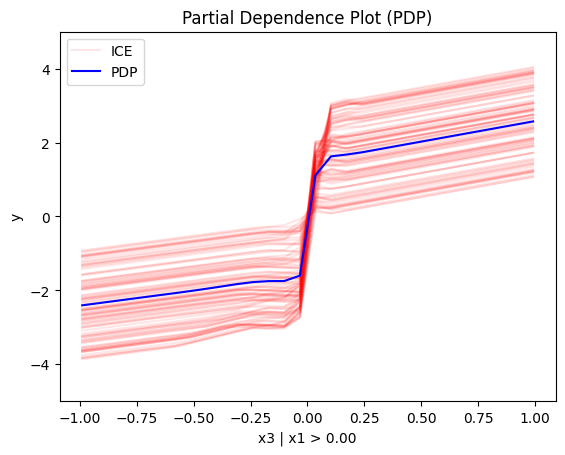 Partial Dependence Plot (PDP)
ICE
PDP
4
2
0
−2
−4
y
−1.00 −0.75 −0.50 −0.25 0.00 0.25 0.50 0.75 1.00
x3 | x1 > 0.00